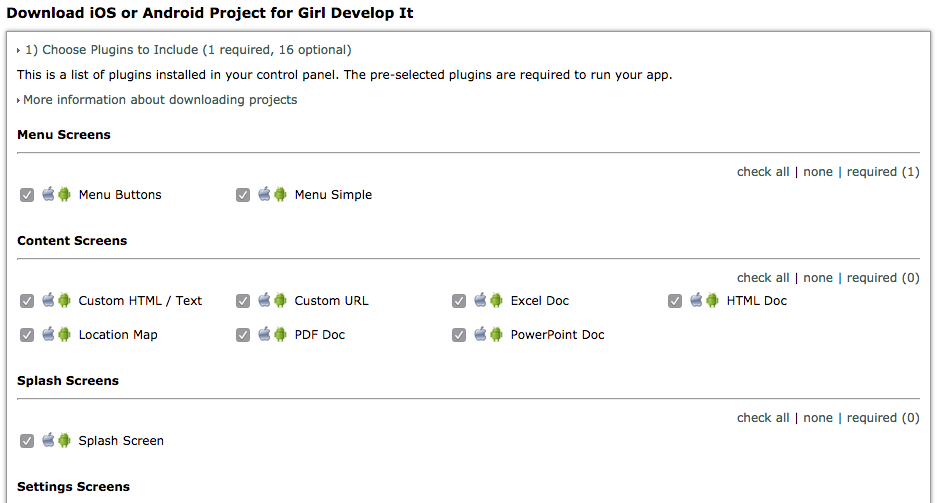 Download iOS or Android Project for Girl Develop It
1) Choose Plugins to Include (1 required, 16 optional)
This is a list of plugins installed in your control panel. The pre-selected plugins are required to run your app.
More information about downloading projects
Menu Screens
check all | none | required (1)
Menu Buttons Menu Simple
Content Screens
check all | none | required (0)
Custom HTML / Text Custom URL Excel Doc HTML Doc
Location Map PDF Doc PowerPoint Doc
Splash Screens
check all | none | required (0)
Splash Screen
Settings Screens